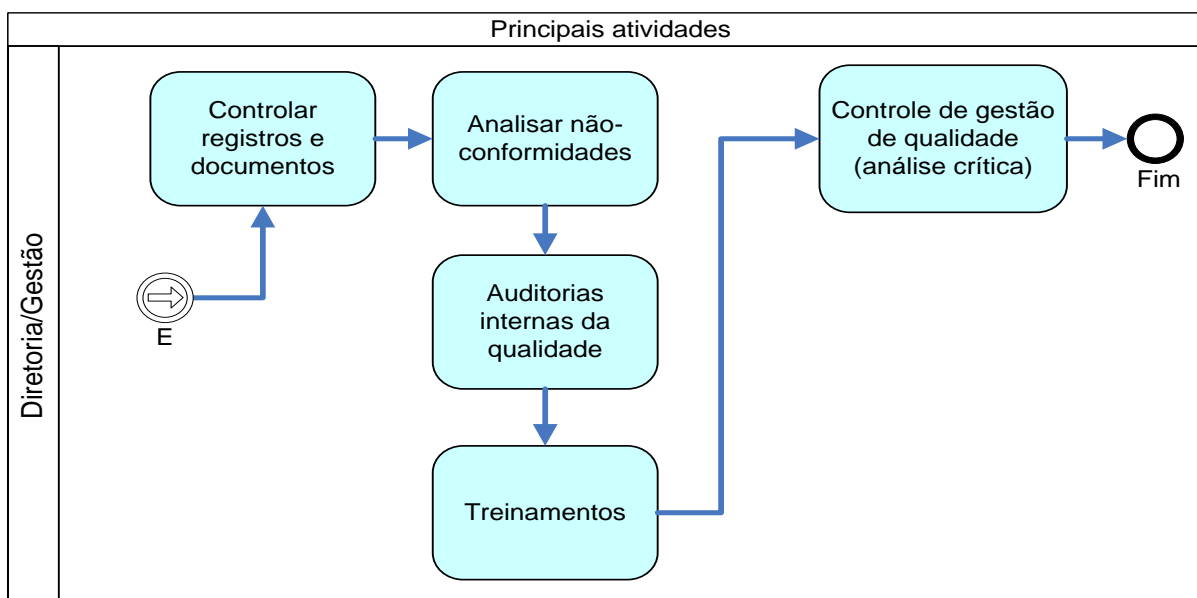 Principais atividades
Diretoria/Gestão
Controlar
registros e
documentos
Analisar não-
conformidades
Controle de gestão
de qualidade
(análise crítica)
Fim
E
Auditorias
internas da
qualidade
Treinamentos